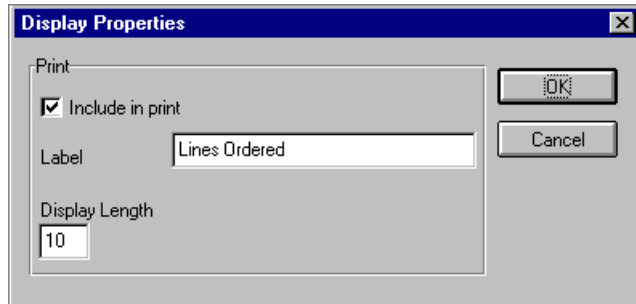 Display Properties
Print
Include in print
Label
Lines Ordered
Display Length
10
OK
Cancel